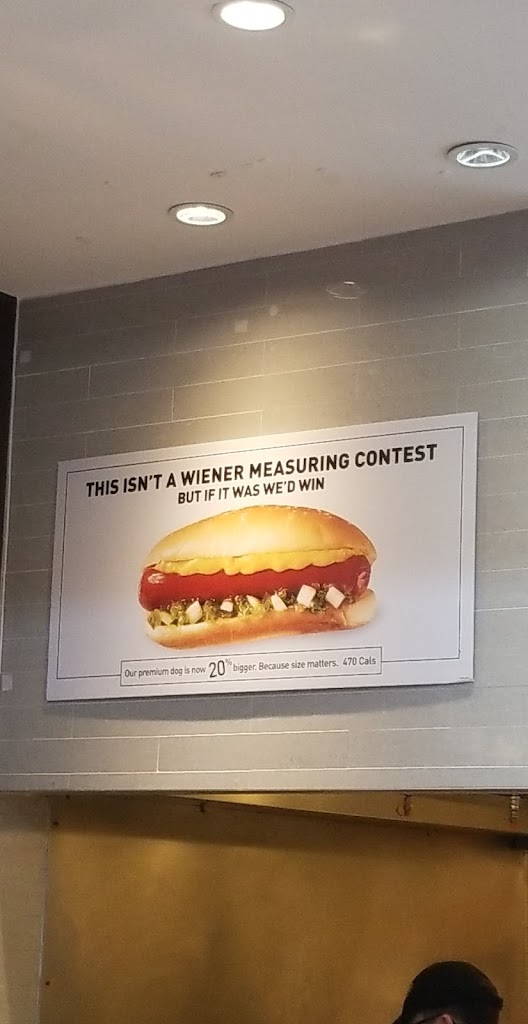 THIS ISN'T A WIENER MEASURING CONTEST
BUT IF IT WAS WE'D WIN
Our premium dog is now 20% bigger. Because size matters. 470 Cals